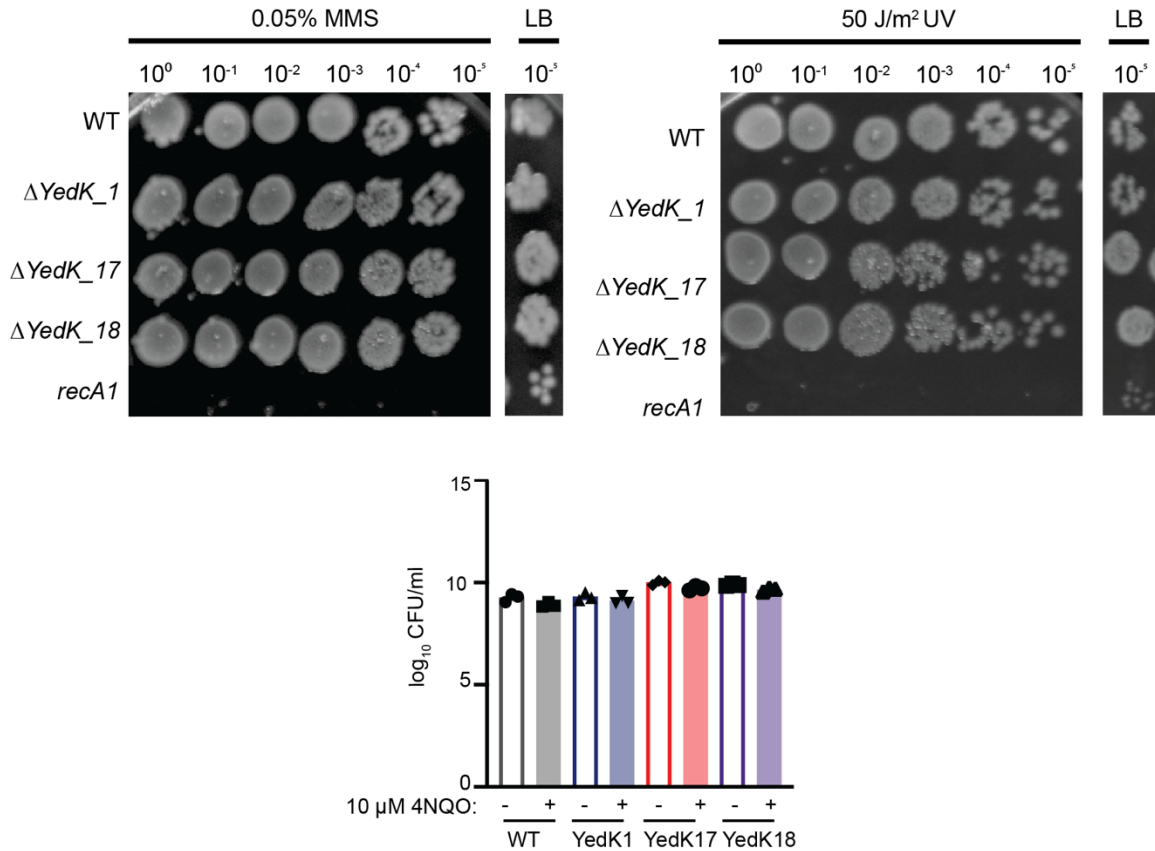 0.05% MMS
LB
10⁰ 10⁻¹ 10⁻² 10⁻³ 10⁻⁴ 10⁻⁵
10⁻⁵
WT
ΔYedK_1
ΔYedK_17
ΔYedK_18
recA1
50 J/m² UV
LB
10⁰ 10⁻¹ 10⁻² 10⁻³ 10⁻⁴ 10⁻⁵
10⁻⁵
WT
ΔYedK_1
ΔYedK_17
ΔYedK_18
recA1
log₁₀ CFU/ml
15
10
5
0
10 µM 4NQO: - + - + - + - +
WT YedK1 YedK17 YedK18